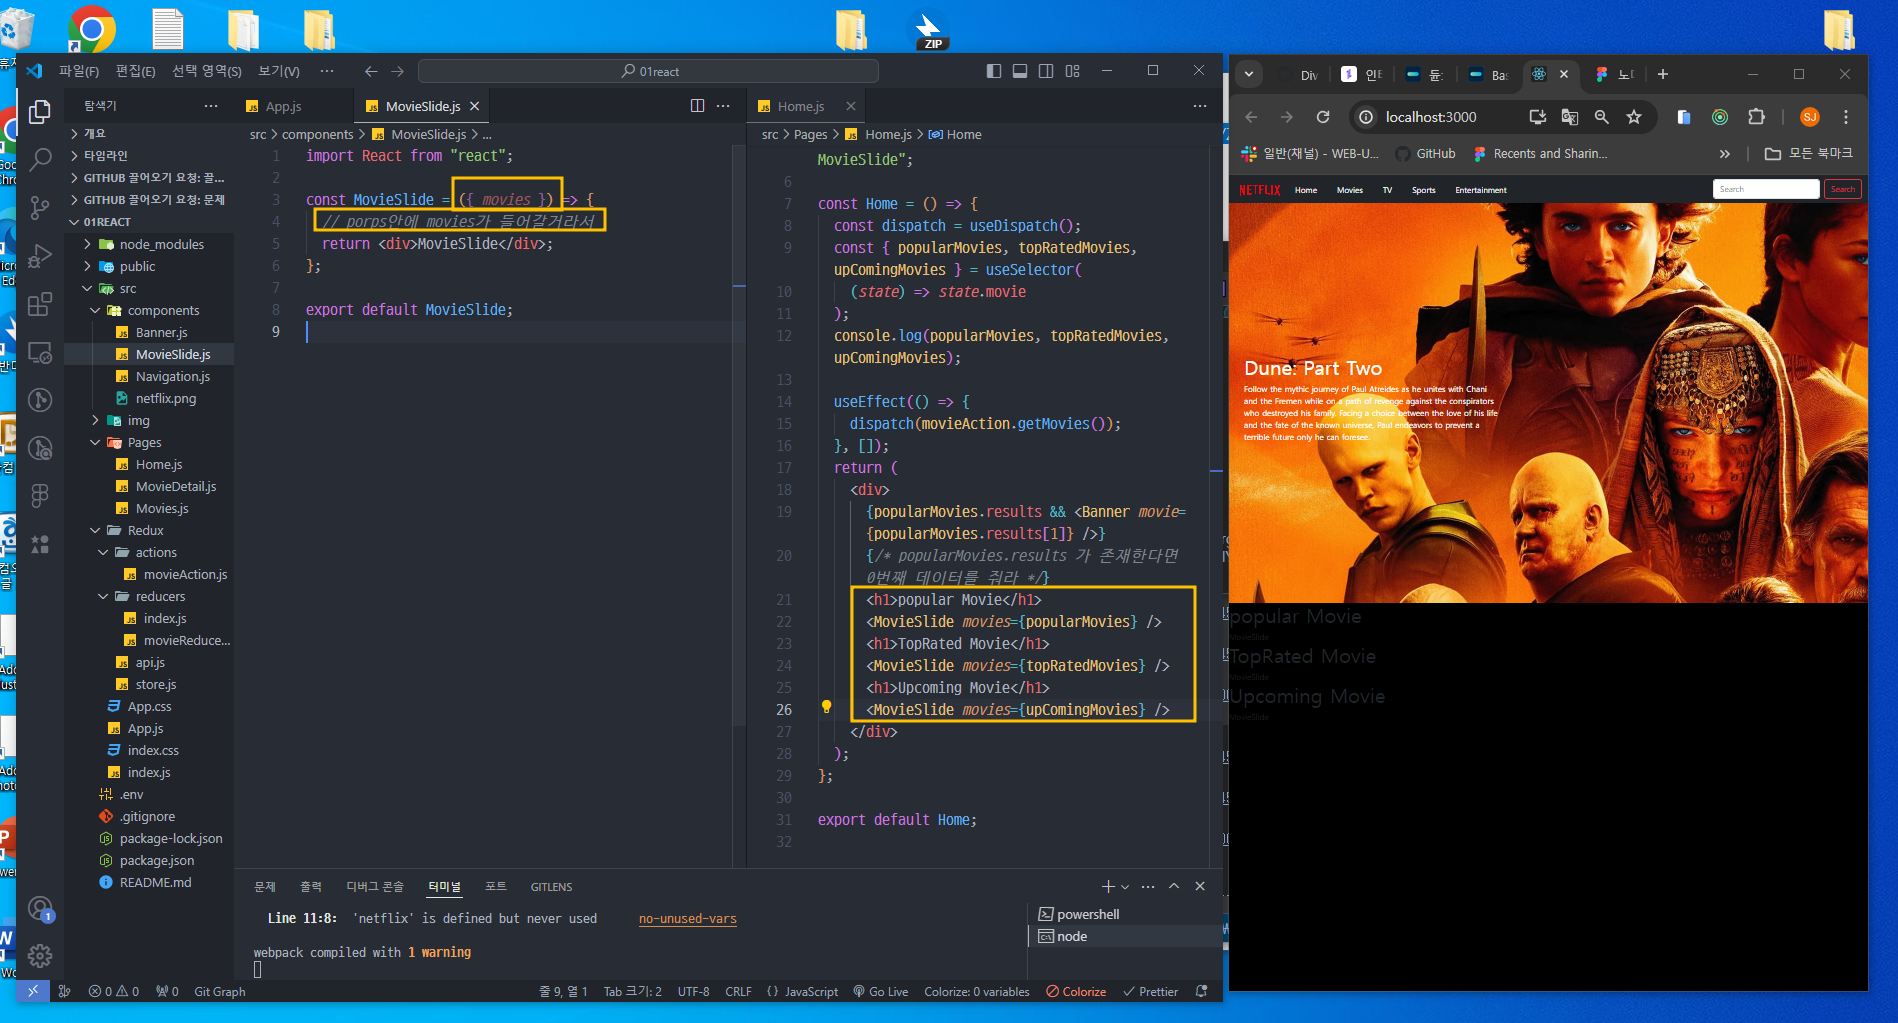 ZIP
파일(F) 편집(E) 선택 영역(S) 보기(V) ···
01react
탐색기
개요
타임라인
GITHUB 끌어오기 요청: 끌...
GITHUB 끌어오기 요청: 문제
01REACT
node_modules
public
src
components
Banner.js
MovieSlide.js
Navigation.js
netflix.png
img
Pages
Home.js
MovieDetail.js
Movies.js
Redux
actions
movieAction.js
reducers
index.js
movieReduce...
api.js
store.js
App.css
App.js
index.css
index.js
.env
.gitignore
package-lock.json
package.json
README.md
App.js
MovieSlide.js
src > components > MovieSlide.js > ...
1 import React from "react";
2
3 const MovieSlide = ({ movies }) => {
4 // porps안에 movies가 들어갈거라서
5 return <div>MovieSlide</div>;
6 };
7
8 export default MovieSlide;
9
Home.js
src > Pages > Home.js > Home
MovieSlide";
6
7 const Home = () => {
8 const dispatch = useDispatch();
9 const { popularMovies, topRatedMovies,
upComingMovies } = useSelector(
10 (state) => state.movie
11 );
12 console.log(popularMovies, topRatedMovies,
upComingMovies);
13
14 useEffect(() => {
15 dispatch(movieAction.getMovies());
16 }, []);
17 return (
18 <div>
19 {popularMovies.results && <Banner movie=
{popularMovies.results[1]} />}
20 {/* popularMovies.results 가 존재한다면
0번째 데이터를 줘라 */}
21 <h1>popular Movie</h1>
22 <MovieSlide movies={popularMovies} />
23 <h1>TopRated Movie</h1>
24 <MovieSlide movies={topRatedMovies} />
25 <h1>Upcoming Movie</h1>
26 <MovieSlide movies={upComingMovies} />
27 </div>
28 );
29 };
30
31 export default Home;
32
문제 출력 디버그 콘솔 터미널 포트 GITLENS
Line 11:8: 'netflix' is defined but never used no-unused-vars
webpack compiled with 1 warning
powershell
node
1
0 0 0 Git Graph
줄 9, 열 1 Tab 크기: 2 UTF-8 CRLF {} JavaScript Go Live Colorize: 0 variables Colorize Prettier
Div
듄:
Bas
localhost:3000
SJ
일반(채널) - WEB-U... GitHub Recents and Sharin... » 모든 북마크
NETFLIX Home Movies TV Sports Entertainment Search Search
Dune: Part Two
Follow the mythic journey of Paul Atreides as he unites with Chani
and the Fremen while on a path of revenge against the conspirators
who destroyed his family. Facing a choice between the love of his life
and the fate of the known universe, Paul endeavors to prevent a
terrible future only he can foresee.
popular Movie
MovieSlide
TopRated Movie
MovieSlide
Upcoming Movie
MovieSlide